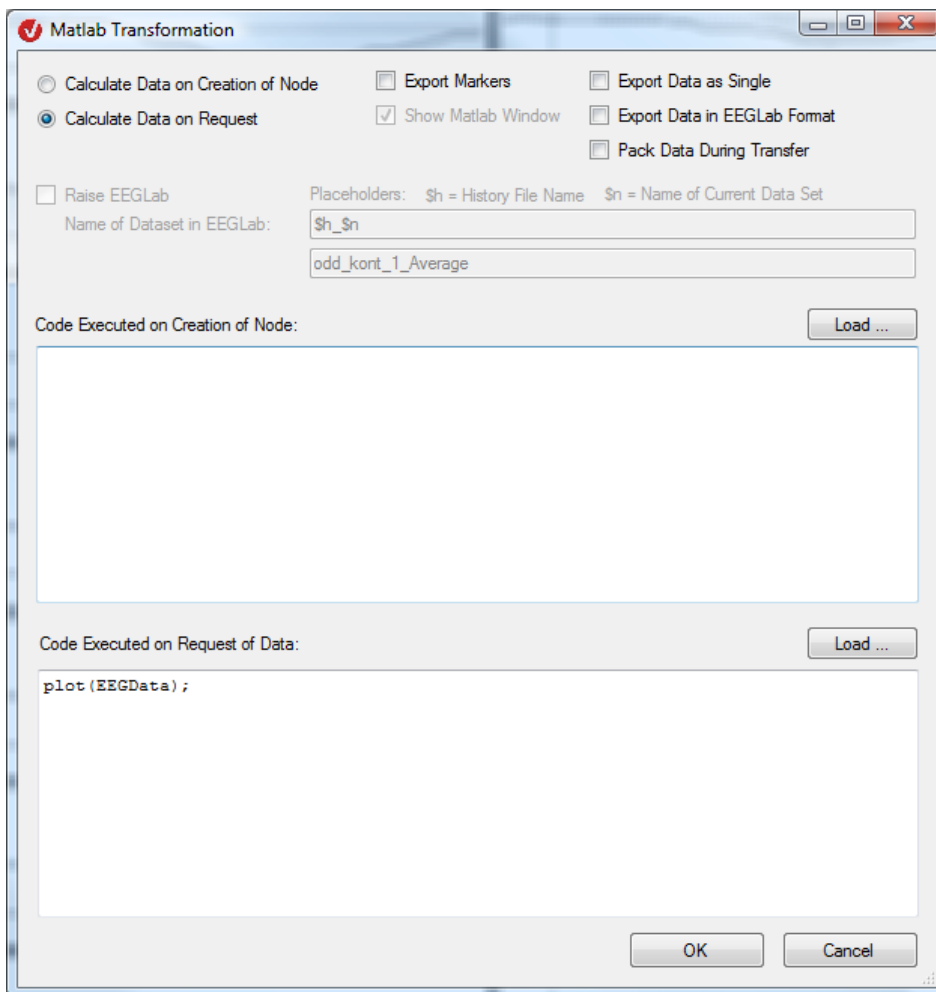 Matlab Transformation
Calculate Data on Creation of Node
Export Markers
Export Data as Single
Calculate Data on Request
Show Matlab Window
Export Data in EEGLab Format
Pack Data During Transfer
Raise EEGLab
Placeholders: $h = History File Name $n = Name of Current Data Set
Name of Dataset in EEGLab:
$h_$n
odd_kont_1_Average
Code Executed on Creation of Node:
Load ...
Code Executed on Request of Data:
Load ...
plot(EEGData);
OK
Cancel